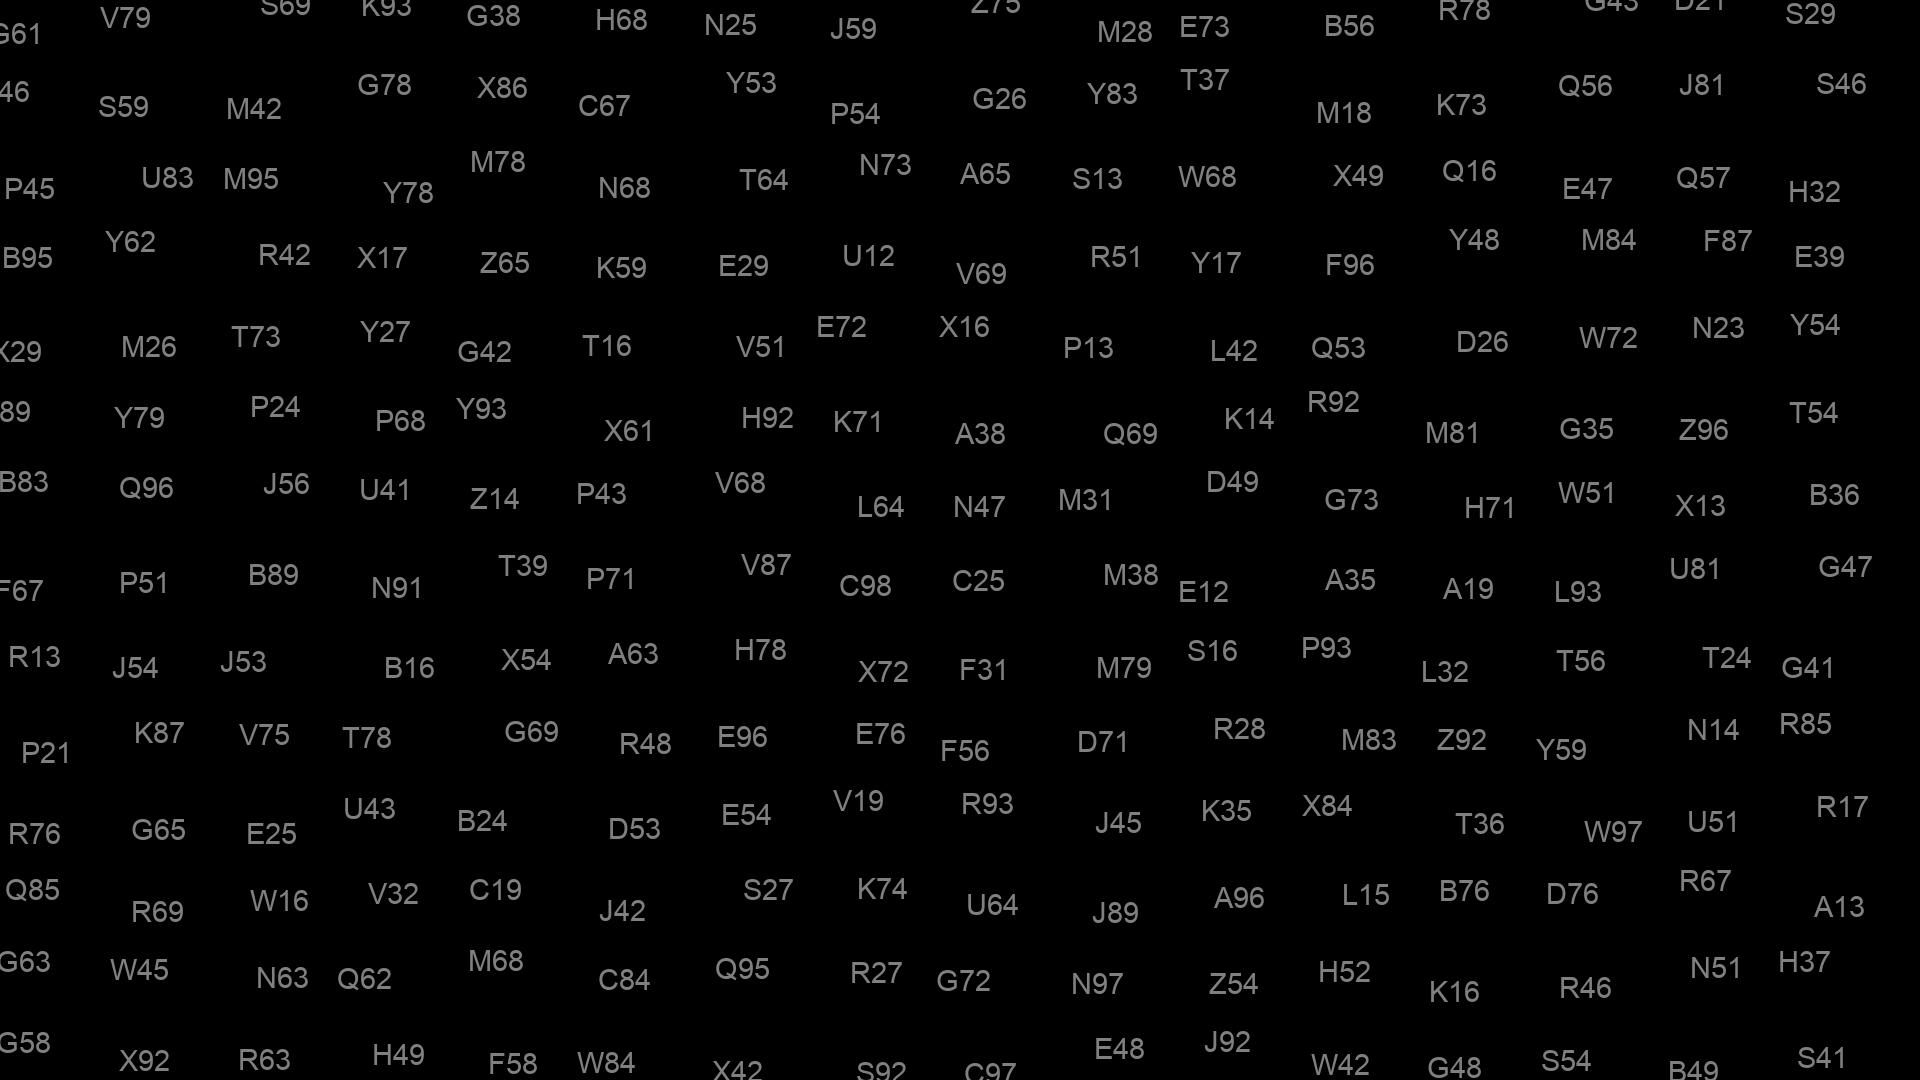 G61 V79 S69 K93 G38 H68 N25 J59 Z75 M28 E73 B56 R78 G43 D21 S29
46 S59 M42 G78 X86 C67 Y53 P54 G26 Y83 T37 M18 K73 Q56 J81 S46
P45 U83 M95 Y78 M78 N68 T64 N73 A65 S13 W68 X49 Q16 E47 Q57 H32
B95 Y62 R42 X17 Z65 K59 E29 U12 V69 R51 Y17 F96 Y48 M84 F87 E39
X29 M26 T73 Y27 G42 T16 V51 E72 X16 P13 L42 Q53 D26 W72 N23 Y54
89 Y79 P24 P68 Y93 X61 H92 K71 A38 Q69 K14 R92 M81 G35 Z96 T54
B83 Q96 J56 U41 Z14 P43 V68 L64 N47 M31 D49 G73 H71 W51 X13 B36
F67 P51 B89 N91 T39 P71 V87 C98 C25 M38 E12 A35 A19 L93 U81 G47
R13 J54 J53 B16 X54 A63 H78 X72 F31 M79 S16 P93 L32 T56 T24 G41
P21 K87 V75 T78 G69 R48 E96 E76 F56 D71 R28 M83 Z92 Y59 N14 R85
R76 G65 E25 U43 B24 D53 E54 V19 R93 J45 K35 X84 T36 W97 U51 R17
Q85 R69 W16 V32 C19 J42 S27 K74 U64 J89 A96 L15 B76 D76 R67 A13
G63 W45 N63 Q62 M68 C84 Q95 R27 G72 N97 Z54 H52 K16 R46 N51 H37
G58 X92 R63 H49 F58 W84 X42 S92 C97 E48 J92 W42 G48 S54 B49 S41